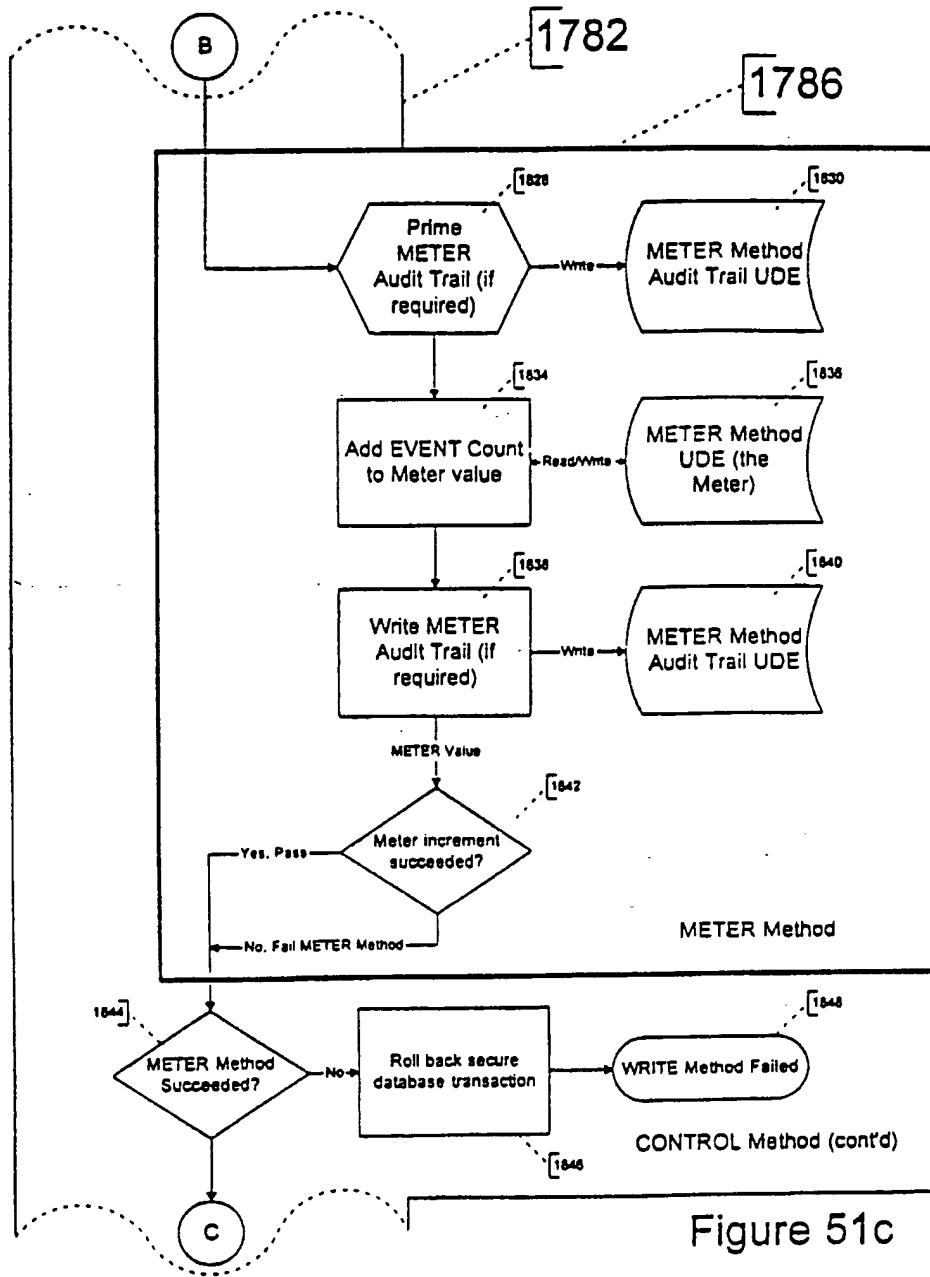 B
1782
1786
1828
Prime
METER
Audit Trail (if
required)
Write
1830
METER Method
Audit Trail UDE
1834
Add EVENT Count
to Meter value
Read/Write
1836
METER Method
UDE (the
Meter)
1838
Write METER
Audit Trail (if
required)
Write
1840
METER Method
Audit Trail UDE
METER Value
1842
Meter increment
succeeded?
Yes, Pass
No, Fail METER Method
METER Method
1844
METER Method
Succeeded?
No
Roll back secure
database transaction
1846
1848
WRITE Method Failed
CONTROL Method (cont'd)
C
Figure 51c